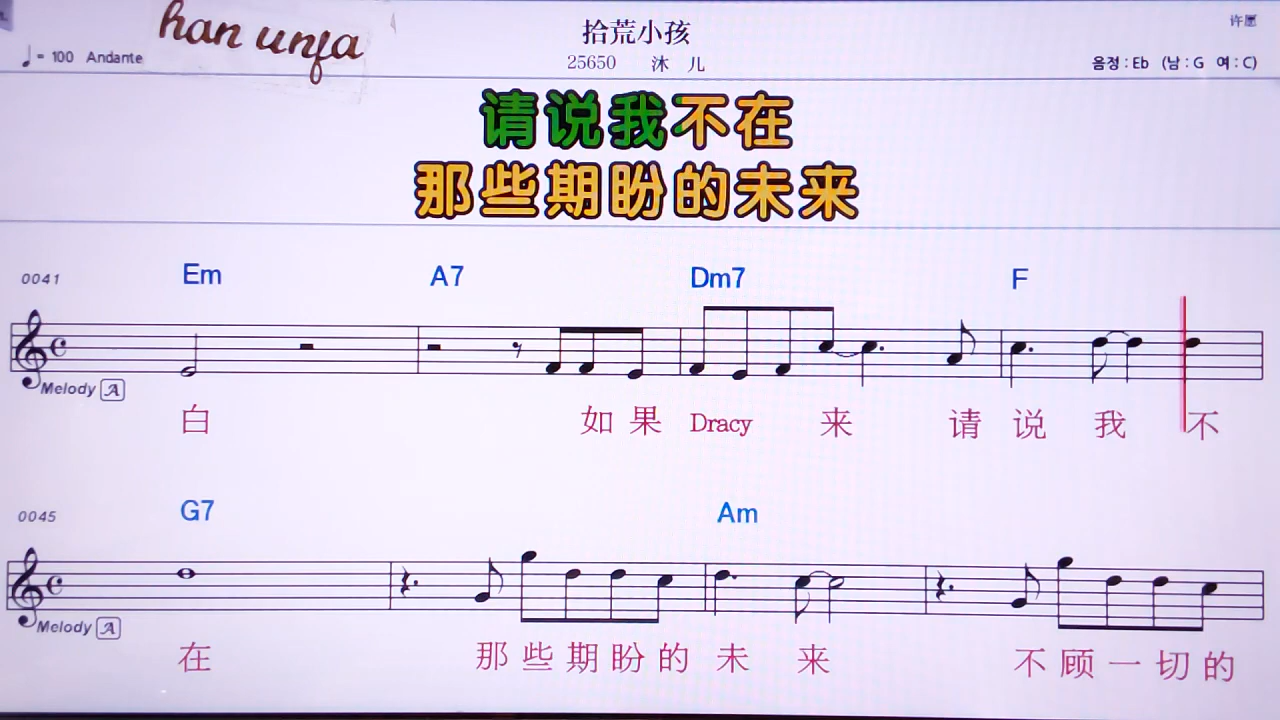 han unfa
拾荒小孩
许愿
♩= 100 Andante
25650 沐 儿
음정 : Eb (남 : G 여 : C)
请说我不在
那些期盼的未来
0041 Em A7 Dm7 F
Melody A
白 如 果 Dracy 来 请 说 我 不
0045 G7 Am
Melody A
在 那 些 期 盼 的 未 来 不 顾 一 切 的